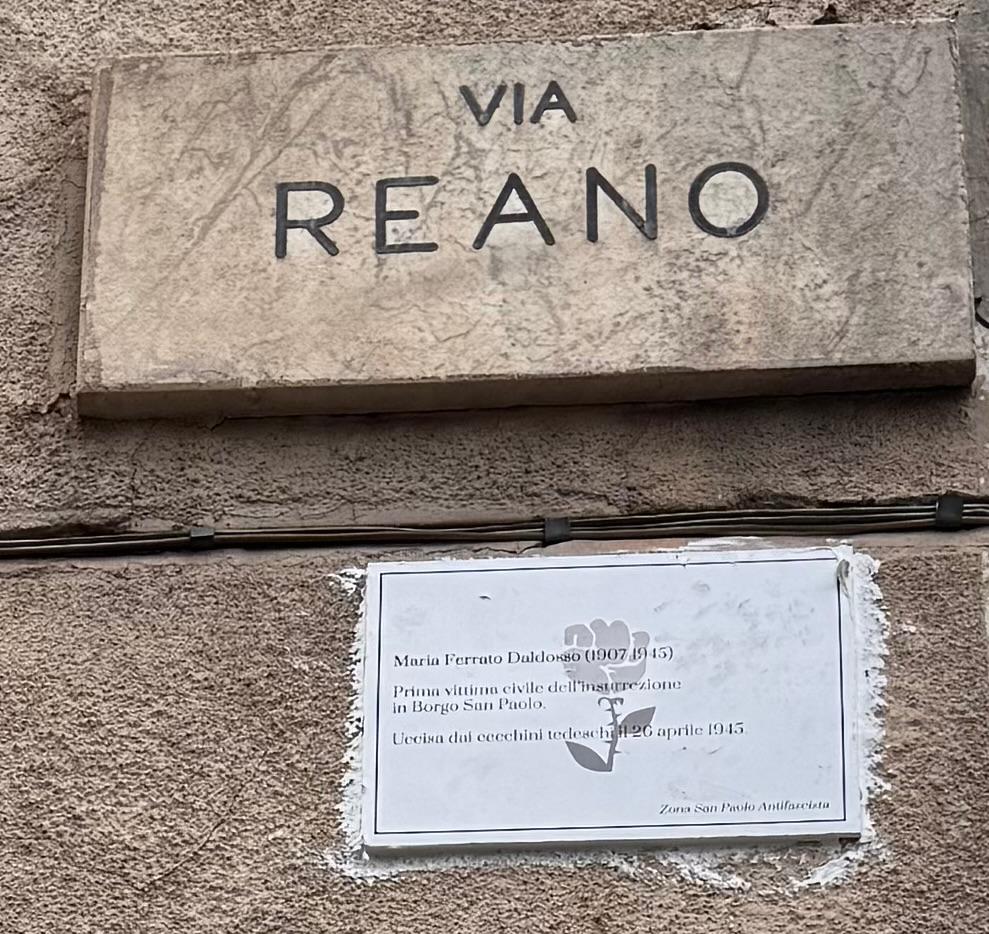 VIA
REANO
Maria Ferrato Daldosso (1907-1945)
Prima vittima civile dell'insurrezione
in Borgo San Paolo.
Uccisa dai cecchini tedeschi il 26 aprile 1945
Zona San Paolo Antifascista